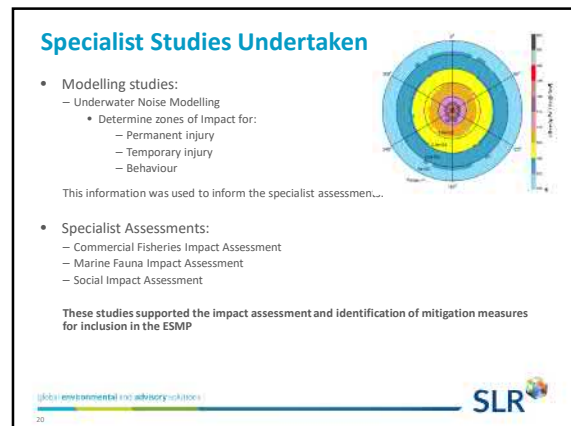 Specialist Studies Undertaken
• Modelling studies:
– Underwater Noise Modelling
• Determine zones of Impact for:
– Permanent injury
– Temporary injury
– Behaviour
This information was used to inform the specialist assessments.
• Specialist Assessments:
– Commercial Fisheries Impact Assessment
– Marine Fauna Impact Assessment
– Social Impact Assessment
These studies supported the impact assessment and identification of mitigation measures
for inclusion in the ESMP
global environmental and advisory solutions
SLR
20